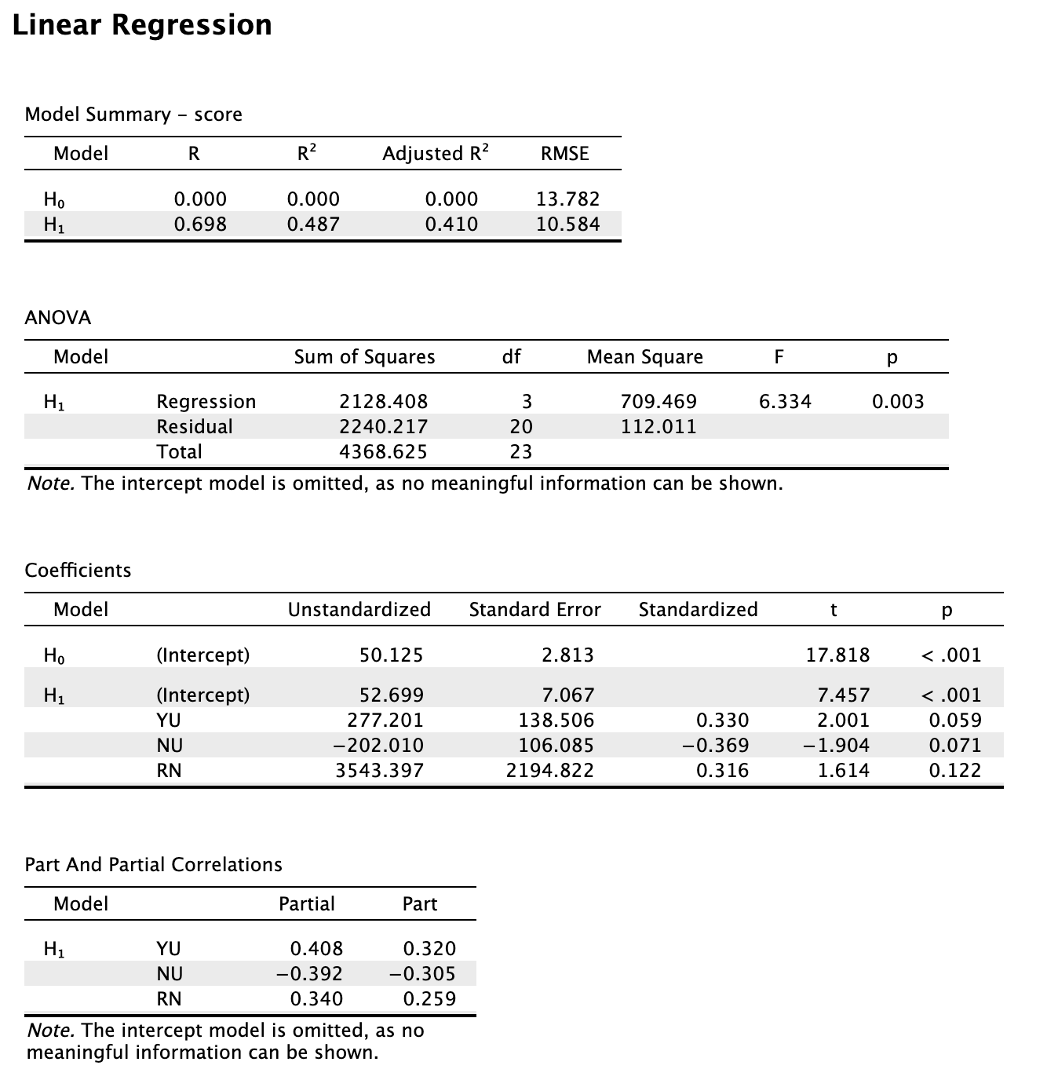 Linear Regression
Model Summary – score
Model R R² Adjusted R² RMSE
H₀ 0.000 0.000 0.000 13.782
H₁ 0.698 0.487 0.410 10.584
ANOVA
Model Sum of Squares df Mean Square F p
H₁ Regression 2128.408 3 709.469 6.334 0.003
Residual 2240.217 20 112.011
Total 4368.625 23
Note. The intercept model is omitted, as no meaningful information can be shown.
Coefficients
Model Unstandardized Standard Error Standardized t p
H₀ (Intercept) 50.125 2.813 17.818 < .001
H₁ (Intercept) 52.699 7.067 7.457 < .001
YU 277.201 138.506 0.330 2.001 0.059
NU −202.010 106.085 −0.369 −1.904 0.071
RN 3543.397 2194.822 0.316 1.614 0.122
Part And Partial Correlations
Model Partial Part
H₁ YU 0.408 0.320
NU −0.392 −0.305
RN 0.340 0.259
Note. The intercept model is omitted, as no
meaningful information can be shown.